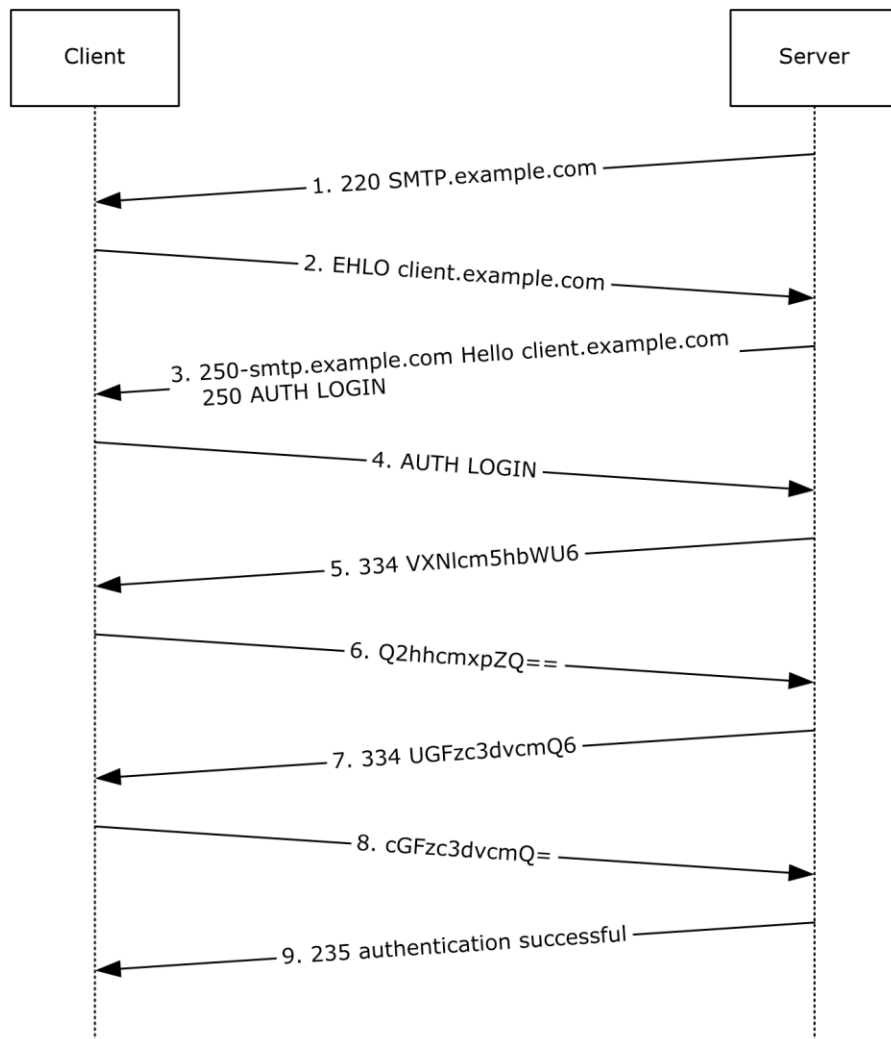 Client
Server
1. 220 SMTP.example.com
2. EHLO client.example.com
3. 250-smtp.example.com Hello client.example.com
250 AUTH LOGIN
4. AUTH LOGIN
5. 334 VXNlcm5hbWU6
6. Q2hhcmxpZQ==
7. 334 UGFzc3dvcmQ6
8. cGFzc3dvcmQ=
9. 235 authentication successful